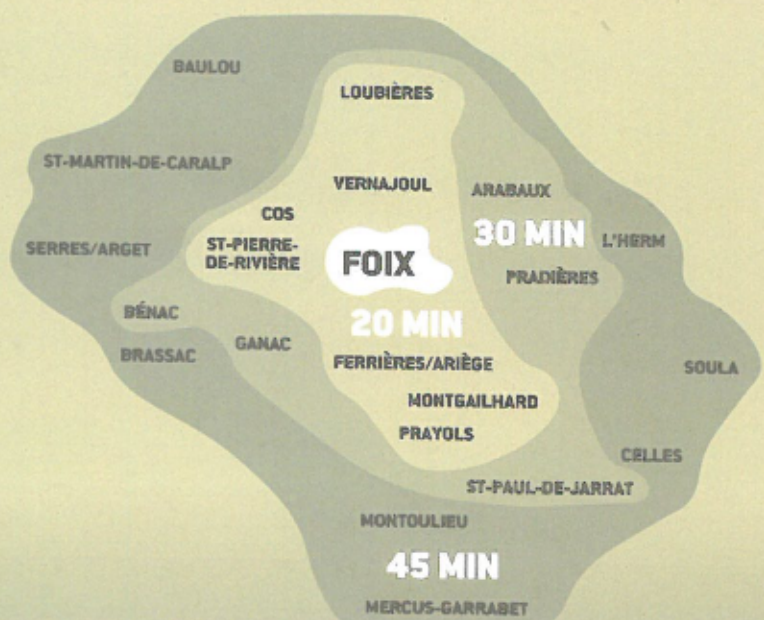 BAULOU
LOUBIÈRES
ST-MARTIN-DE-CARALP
VERNAJOUL
ARABAUX
COS
30 MIN
L'HERM
SERRES/ARGET
ST-PIERRE-
DE-RIVIÈRE
FOIX
PRADIÈRES
BÉNAC
20 MIN
BRASSAC
GANAC
FERRIÈRES/ARIÈGE
SOULA
MONTGAILHARD
PRAYOLS
CELLES
ST-PAUL-DE-JARRAT
MONTOULIEU
45 MIN
MERCUS-GARRABET